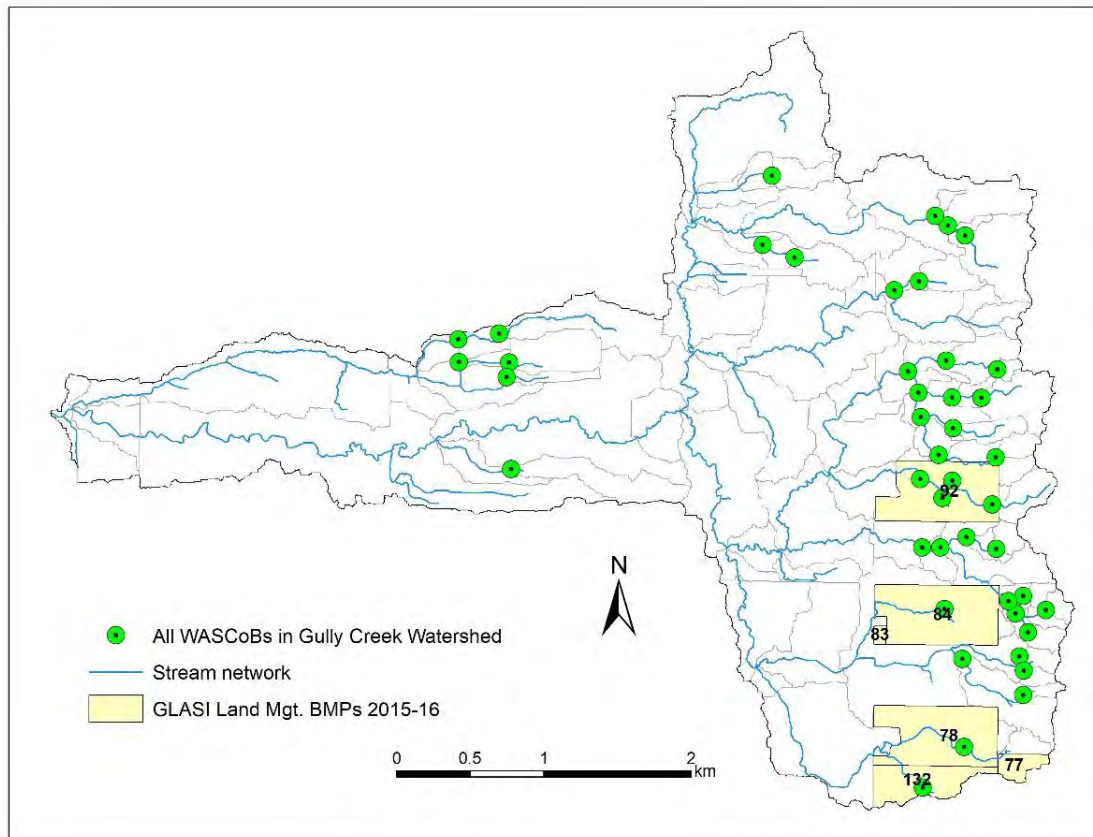 92
84
83
78
77
132
N
All WASCoBs in Gully Creek Watershed
Stream network
GLASI Land Mgt. BMPs 2015-16
0 0.5 1 2
km